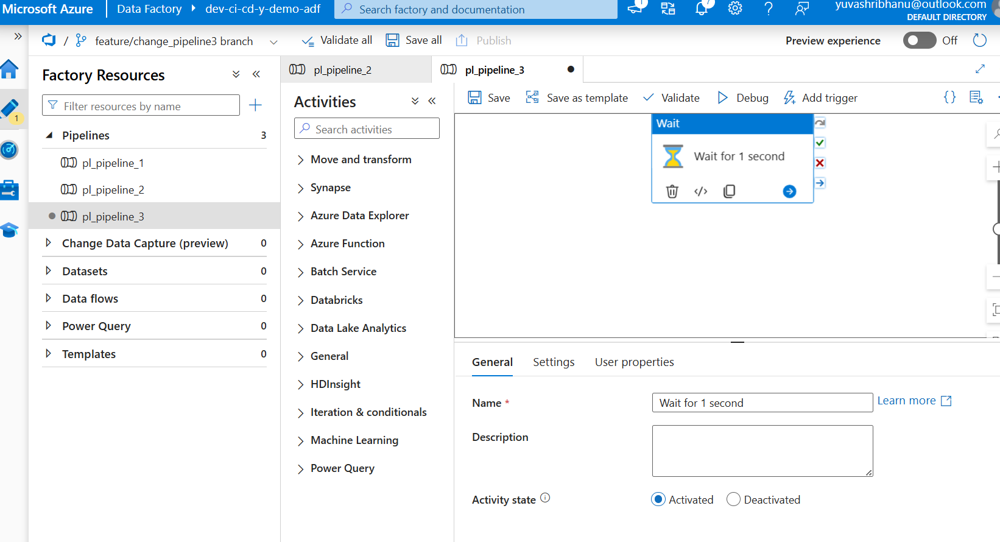 Microsoft Azure
Data Factory
dev-ci-cd-y-demo-adf
Search factory and documentation
1
7
yuvashribhanu@outlook.com
DEFAULT DIRECTORY
/
feature/change_pipeline3 branch
Validate all
Save all
Publish
Preview experience
Off
1
Factory Resources
Filter resources by name
Pipelines 3
pl_pipeline_1
pl_pipeline_2
pl_pipeline_3
Change Data Capture (preview) 0
Datasets 0
Data flows 0
Power Query 0
Templates 0
pl_pipeline_2
pl_pipeline_3
Activities
Search activities
Move and transform
Synapse
Azure Data Explorer
Azure Function
Batch Service
Databricks
Data Lake Analytics
General
HDInsight
Iteration & conditionals
Machine Learning
Power Query
Save
Save as template
Validate
Debug
Add trigger
{}
Wait
Wait for 1 second
</>
General
Settings
User properties
Name *
Wait for 1 second
Learn more
Description
Activity state
Activated
Deactivated